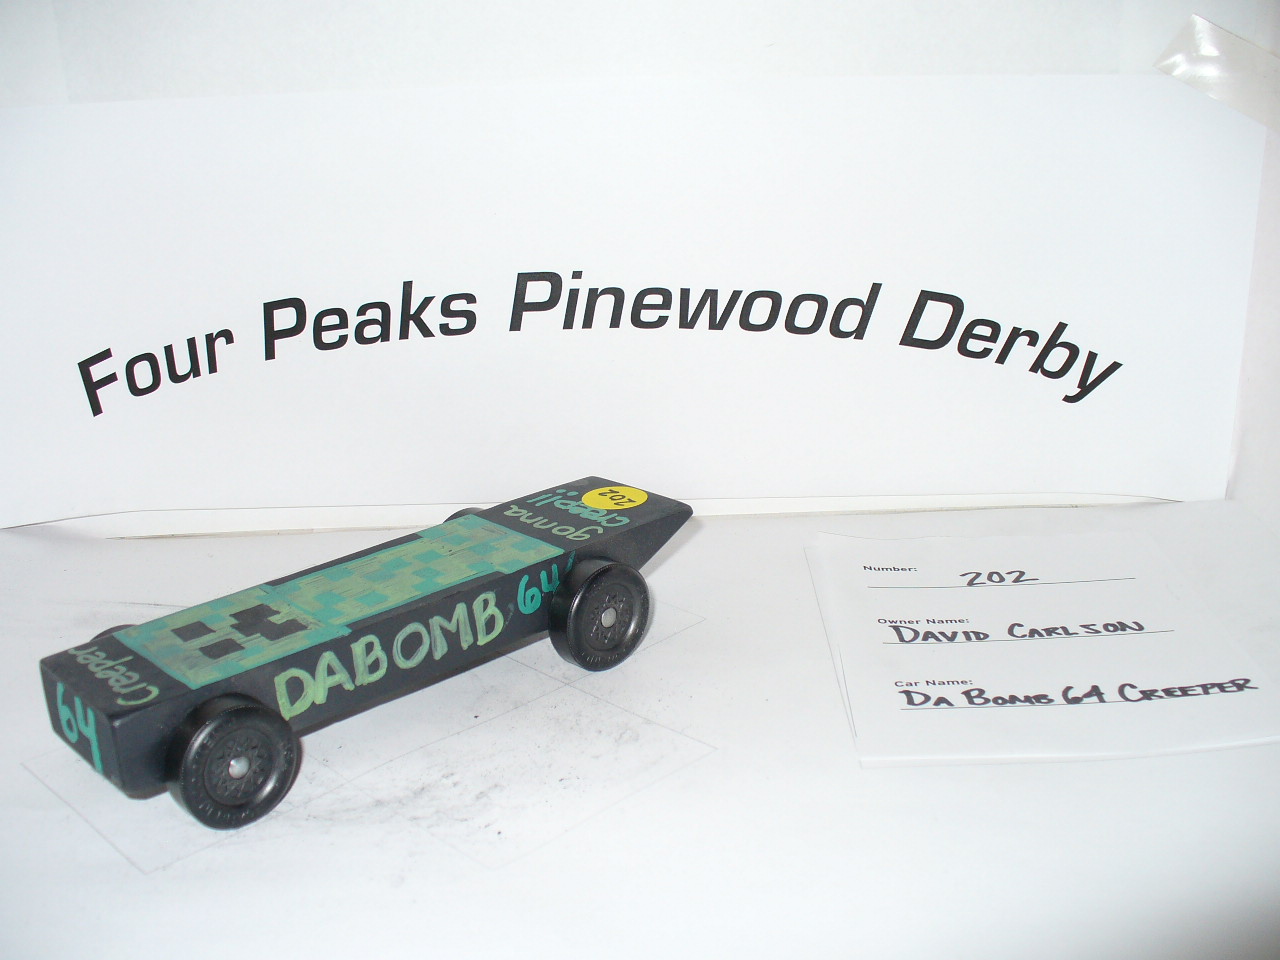 Four Peaks Pinewood Derby
202
gonna
creep!!
64
DABOMB
Creeper
64
Number: 202
Owner Name: DAVID CARLSON
Car Name: DA BOMB 64 CREEPER